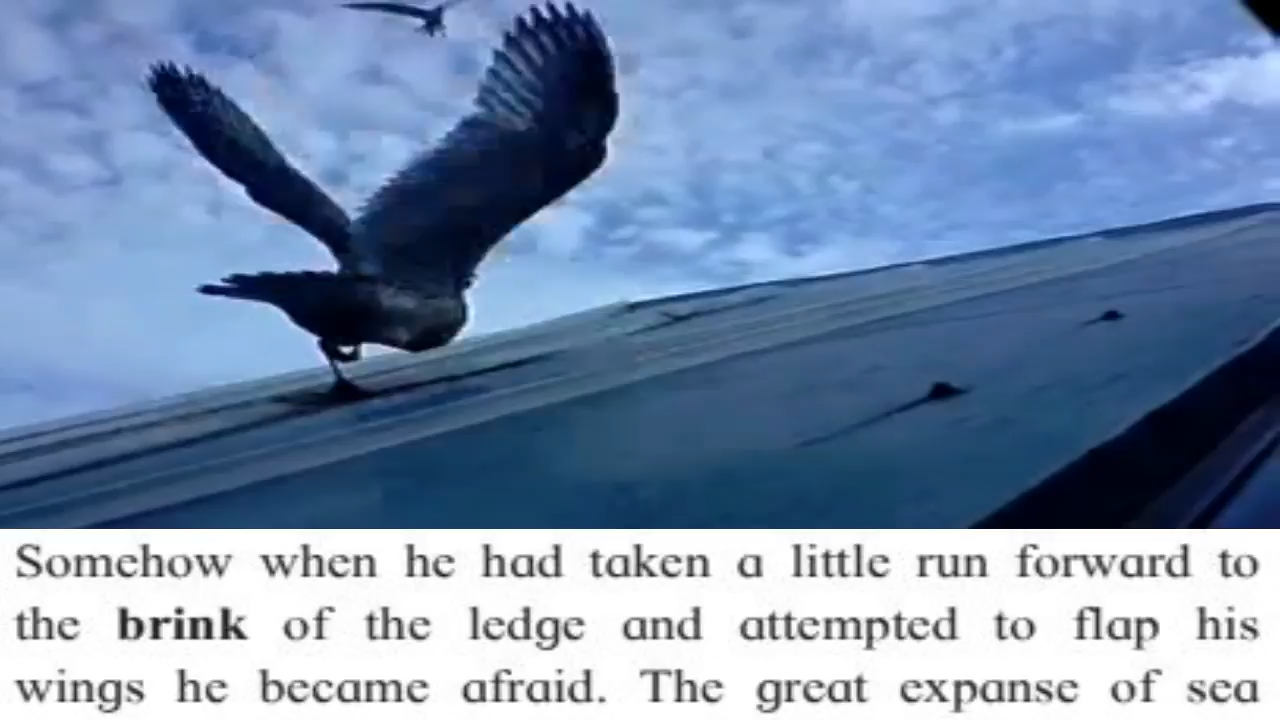 Somehow when he had taken a little run forward to
the brink of the ledge and attempted to flap his
wings he became afraid. The great expanse of sea